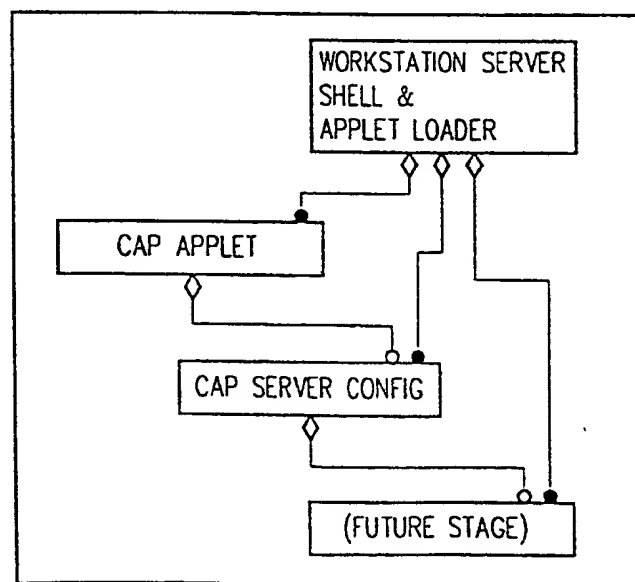 WORKSTATION SERVER
SHELL &
APPLET LOADER
CAP APPLET
CAP SERVER CONFIG
(FUTURE STAGE)